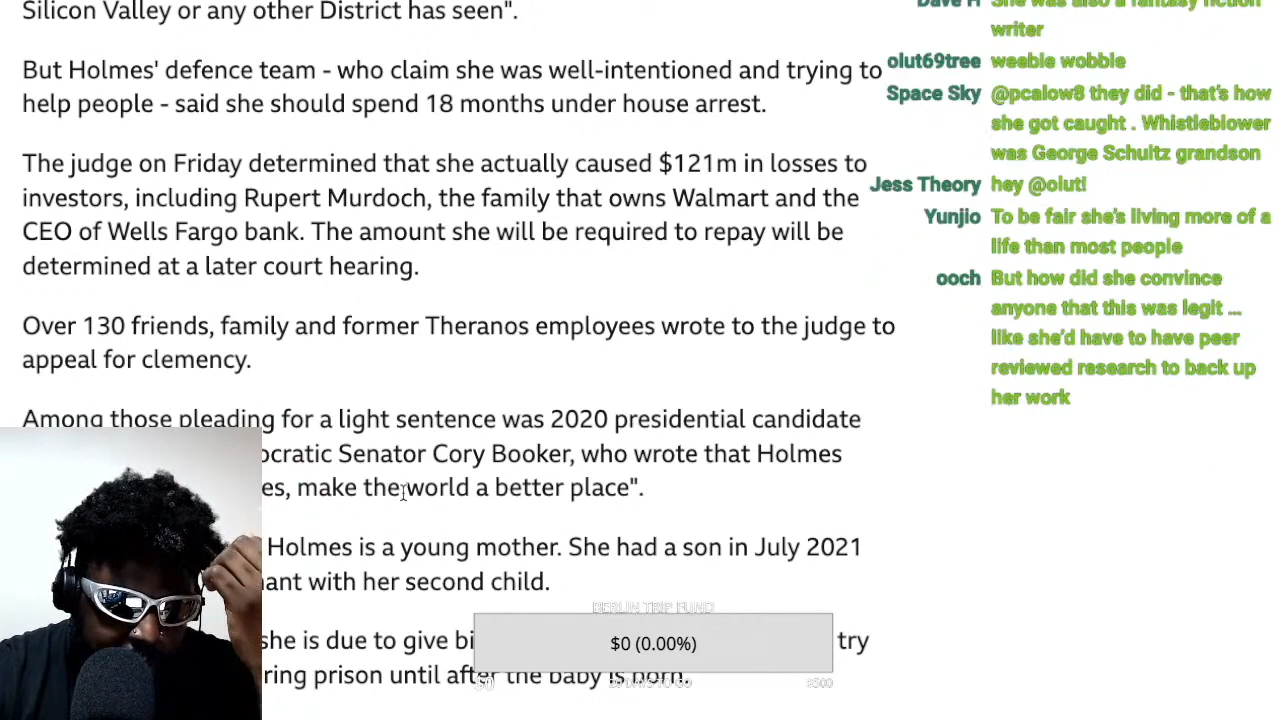 Silicon Valley or any other District has seen".
But Holmes' defence team - who claim she was well-intentioned and trying to
help people - said she should spend 18 months under house arrest.
The judge on Friday determined that she actually caused $121m in losses to
investors, including Rupert Murdoch, the family that owns Walmart and the
CEO of Wells Fargo bank. The amount she will be required to repay will be
determined at a later court hearing.
Over 130 friends, family and former Theranos employees wrote to the judge to
appeal for clemency.
Among those pleading for a light sentence was 2020 presidential candidate
ocratic Senator Cory Booker, who wrote that Holmes
es, make the world a better place".
Holmes is a young mother. She had a son in July 2021
ant with her second child.
she is due to give bi try
ring prison until after the baby is born.
BERLIN TRIP FUND
$0 (0.00%)
$0 $500
Dave H She was also a fantasy fiction
writer
olut69tree weeble wobble
Space Sky @pcalow8 they did - that's how
she got caught . Whistleblower
was George Schultz grandson
Jess Theory hey @olut!
Yunjio To be fair she's living more of a
life than most people
ooch But how did she convince
anyone that this was legit ...
like she'd have to have peer
reviewed research to back up
her work